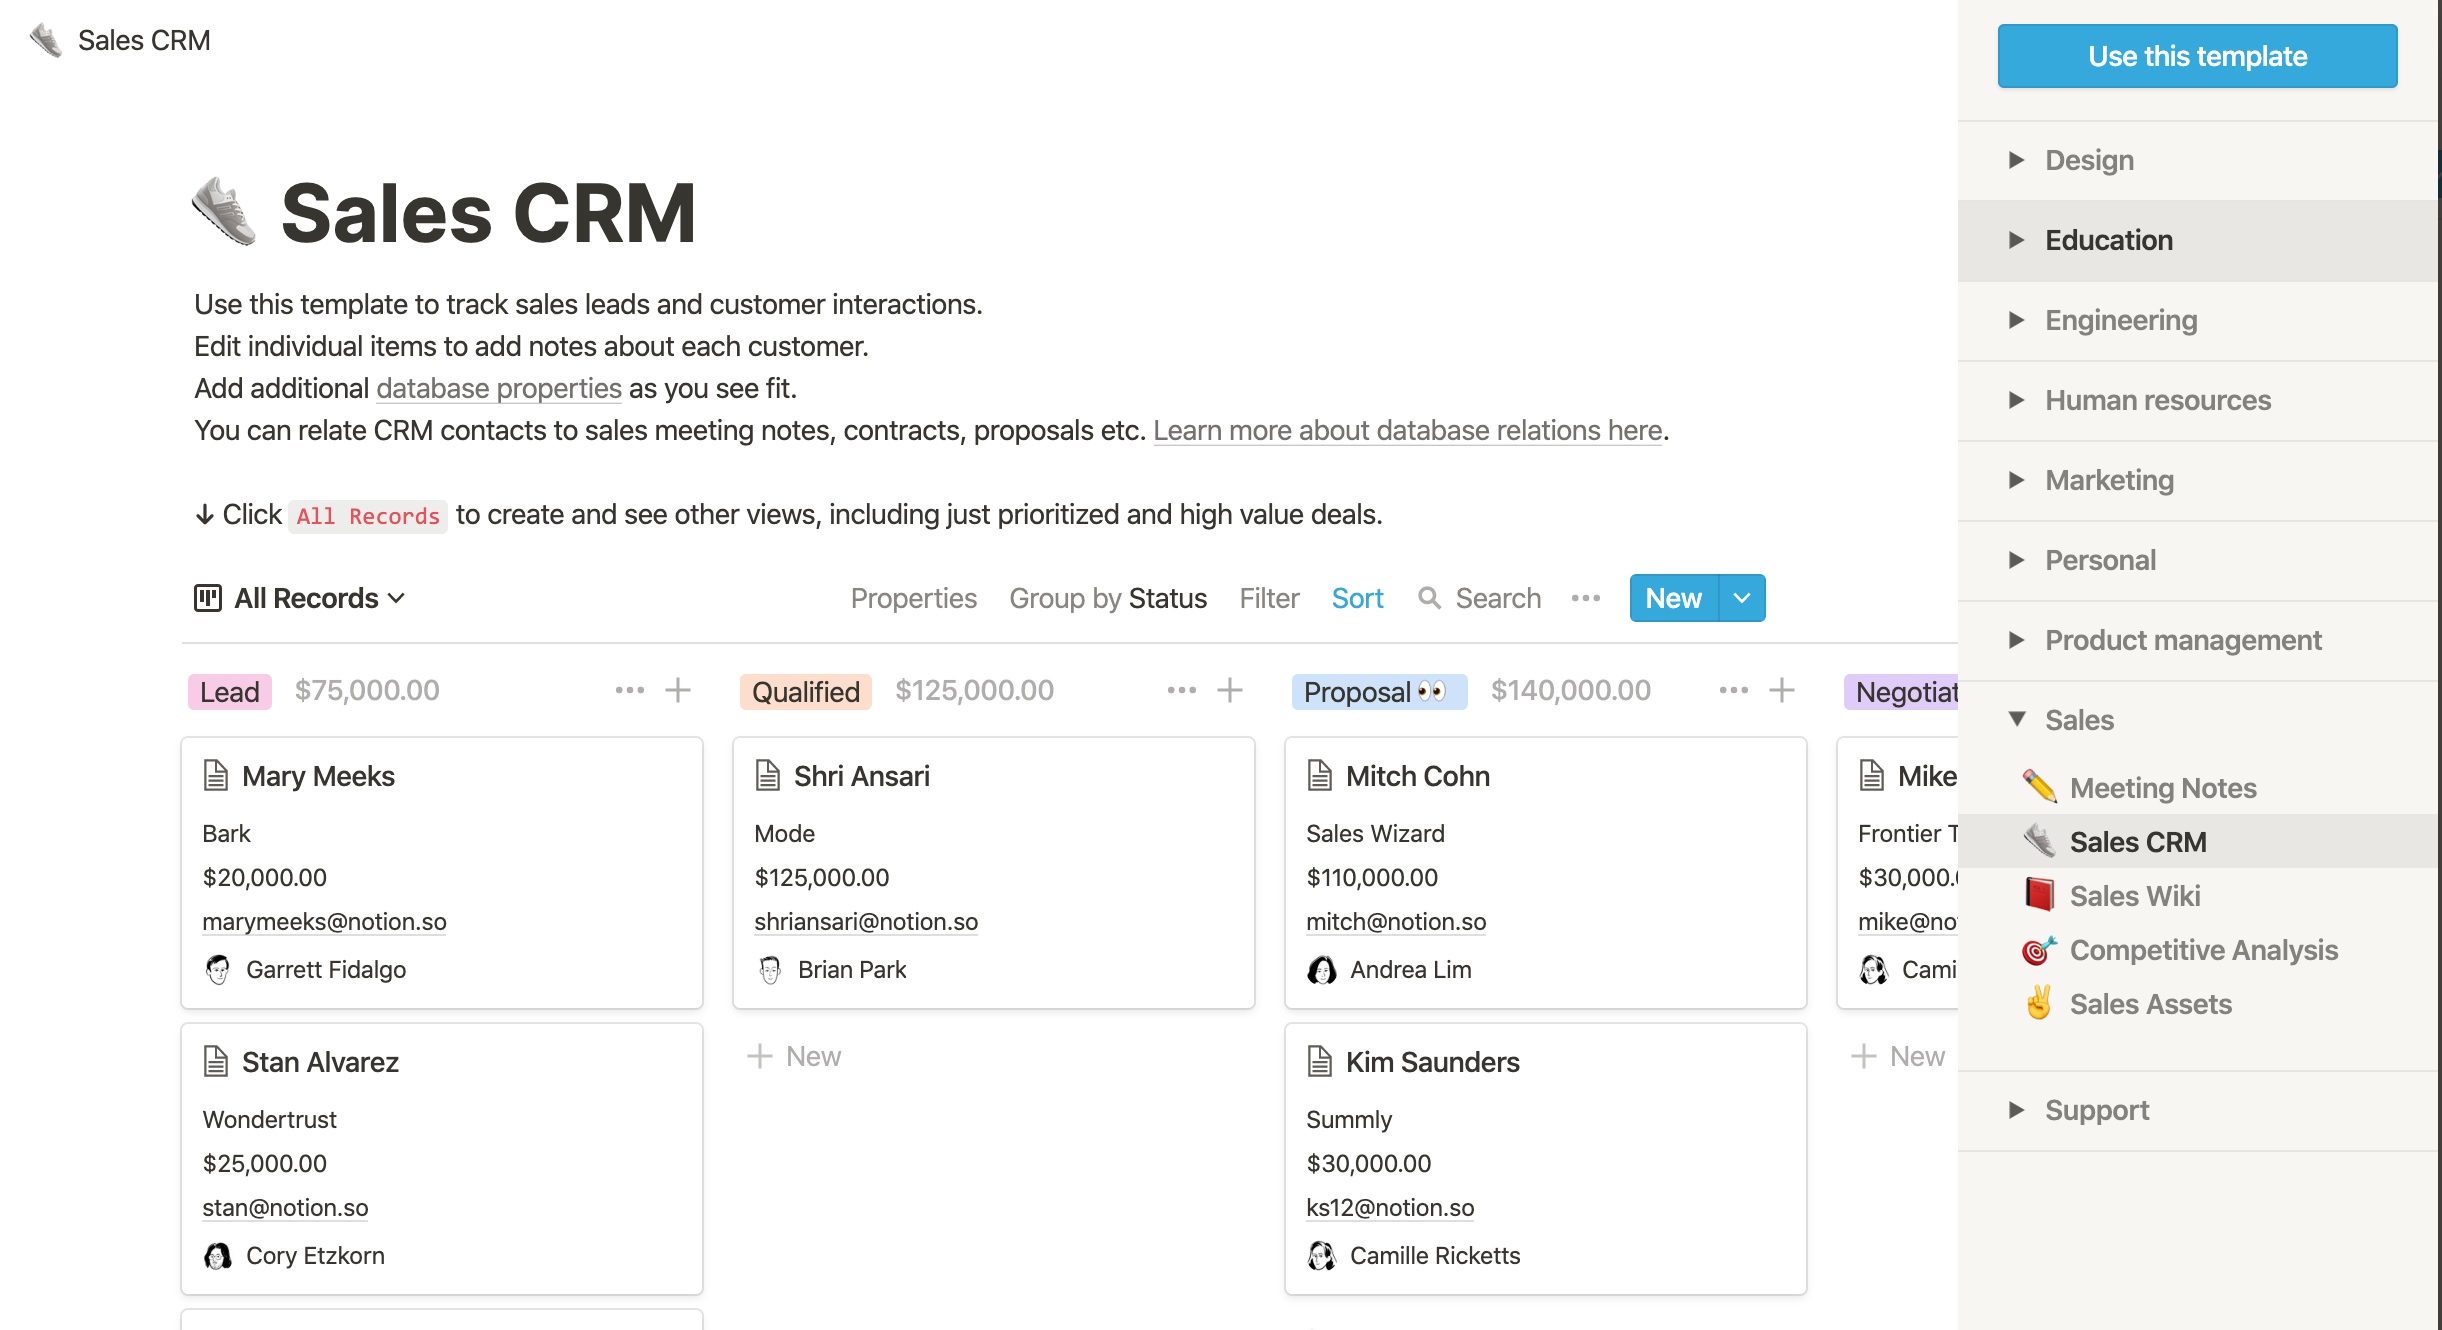 Sales CRM
Use this template
Sales CRM
Use this template to track sales leads and customer interactions.
Edit individual items to add notes about each customer.
Add additional database properties as you see fit.
You can relate CRM contacts to sales meeting notes, contracts, proposals etc. Learn more about database relations here.
↓ Click All Records to create and see other views, including just prioritized and high value deals.
All Records
Properties Group by Status Filter Sort Search ••• New
Lead $75,000.00
Mary Meeks
Bark
$20,000.00
marymeeks@notion.so
Garrett Fidalgo
Stan Alvarez
Wondertrust
$25,000.00
stan@notion.so
Cory Etzkorn
Qualified $125,000.00
Shri Ansari
Mode
$125,000.00
shriansari@notion.so
Brian Park
+ New
Proposal 👀 $140,000.00
Mitch Cohn
Sales Wizard
$110,000.00
mitch@notion.so
Andrea Lim
Kim Saunders
Summly
$30,000.00
ks12@notion.so
Camille Ricketts
Negotiat
Mike
Frontier T
$30,000.
mike@no
Cami
+ New
Design
Education
Engineering
Human resources
Marketing
Personal
Product management
Sales
Meeting Notes
Sales CRM
Sales Wiki
Competitive Analysis
Sales Assets
Support